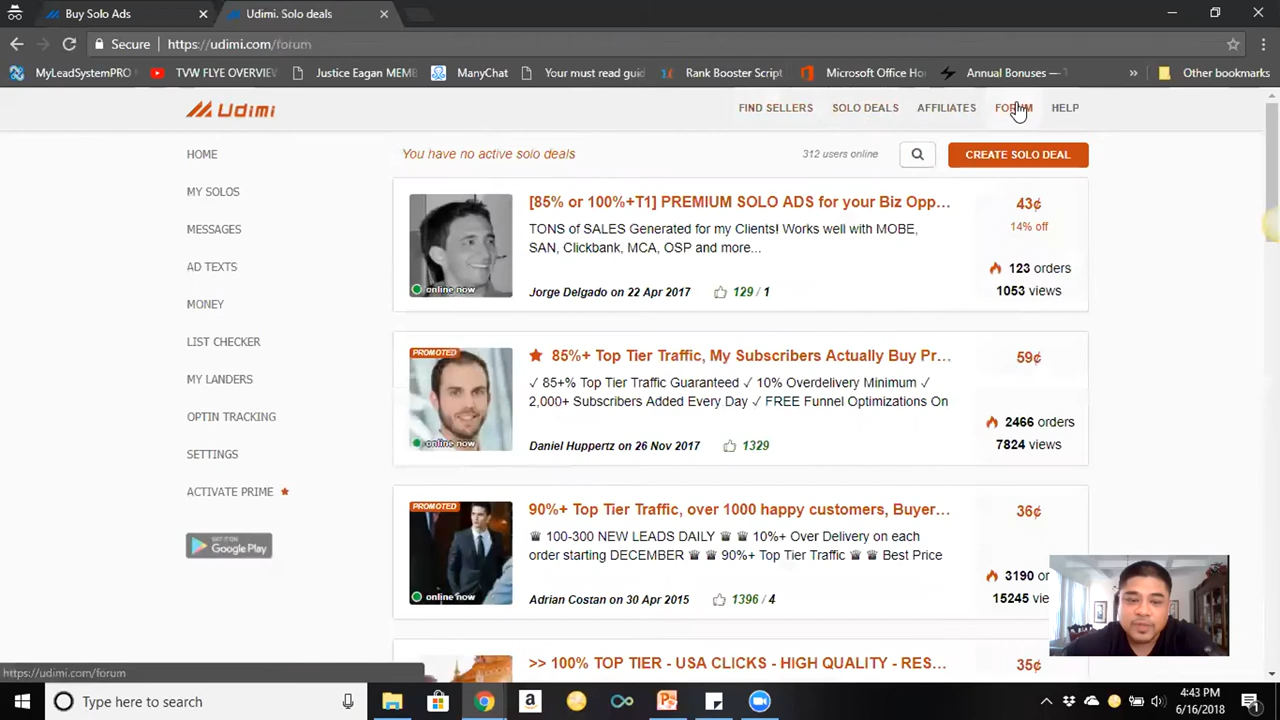 Buy Solo Ads
Udimi. Solo deals
Secure
https://udimi.com/forum
MyLeadSystemPRO
TVW FLYE OVERVIEW
Justice Eagan MEMB
ManyChat
Your must read guid
Rank Booster Script
Microsoft Office Ho
Annual Bonuses — T
Other bookmarks
Udimi
FIND SELLERS
SOLO DEALS
AFFILIATES
FORUM
HELP
HOME
MY SOLOS
MESSAGES
AD TEXTS
MONEY
LIST CHECKER
MY LANDERS
OPTIN TRACKING
SETTINGS
ACTIVATE PRIME
GET IT ON
Google Play
You have no active solo deals
312 users online
CREATE SOLO DEAL
[85% or 100%+T1] PREMIUM SOLO ADS for your Biz Opp...
TONS of SALES Generated for my Clients! Works well with MOBE,
SAN, Clickbank, MCA, OSP and more...
online now
Jorge Delgado on 22 Apr 2017
129 / 1
43¢
14% off
123 orders
1053 views
PROMOTED
85%+ Top Tier Traffic, My Subscribers Actually Buy Pr...
✓ 85+% Top Tier Traffic Guaranteed ✓ 10% Overdelivery Minimum ✓
2,000+ Subscribers Added Every Day ✓ FREE Funnel Optimizations On
online now
Daniel Huppertz on 26 Nov 2017
1329
59¢
2466 orders
7824 views
PROMOTED
90%+ Top Tier Traffic, over 1000 happy customers, Buyer...
♛ 100-300 NEW LEADS DAILY ♛ ♛ 10%+ Over Delivery on each
order starting DECEMBER ♛ ♛ 90%+ Top Tier Traffic ♛ ♛ Best Price
online now
Adrian Costan on 30 Apr 2015
1396 / 4
36¢
3190 or
15245 vie
>> 100% TOP TIER - USA CLICKS - HIGH QUALITY - RES...
35¢
https://udimi.com/forum
Type here to search
4:43 PM
6/16/2018